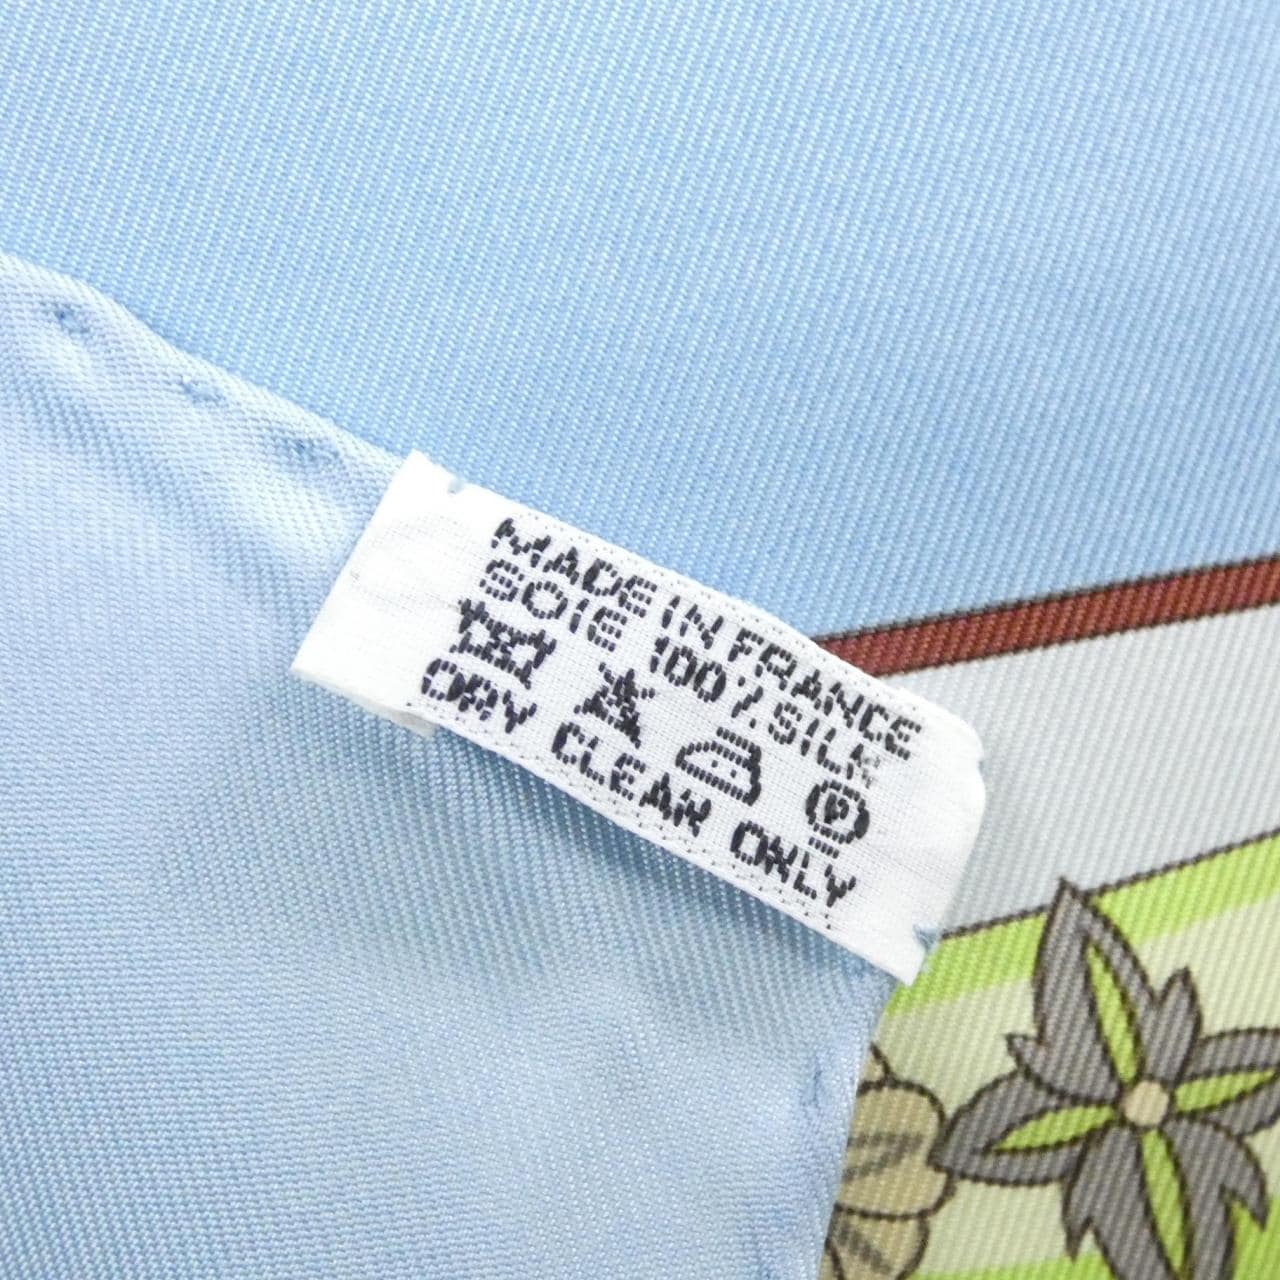 MADE IN FRANCE
SOIE 100% SILK
P
DRY CLEAN ONLY